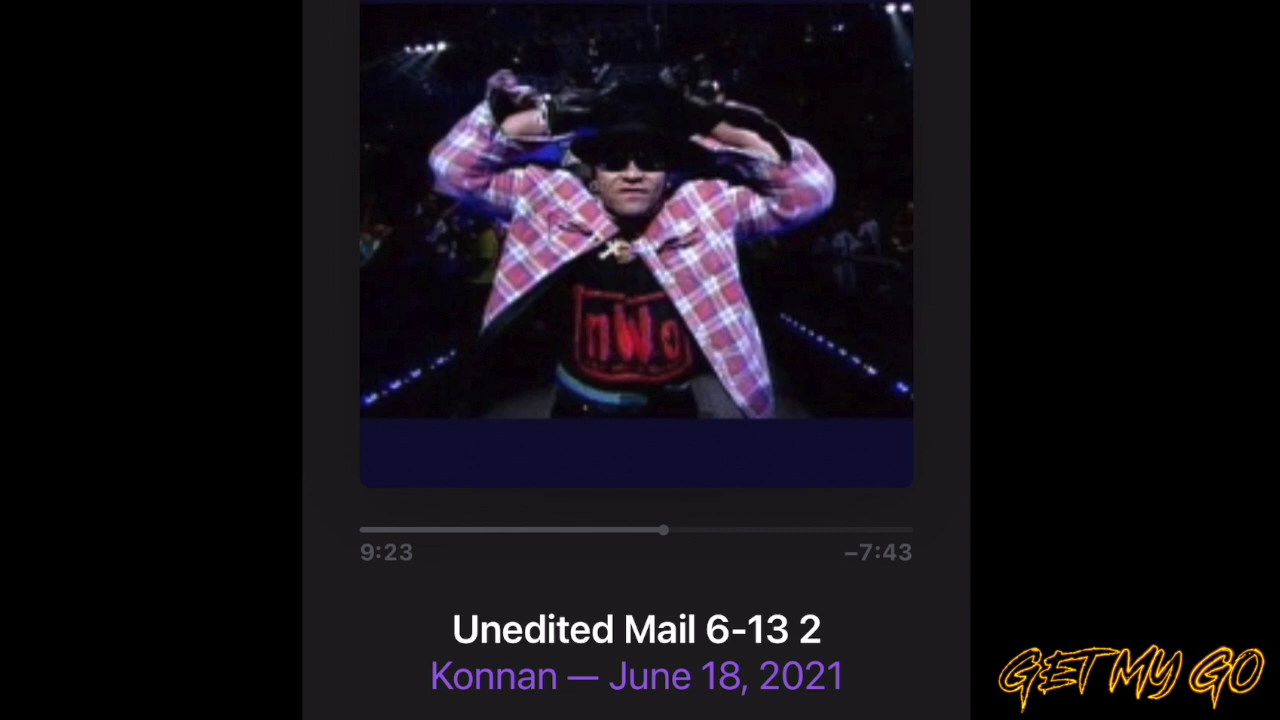 nWo
9:23
–7:43
Unedited Mail 6-13 2
Konnan — June 18, 2021
GET MY GO